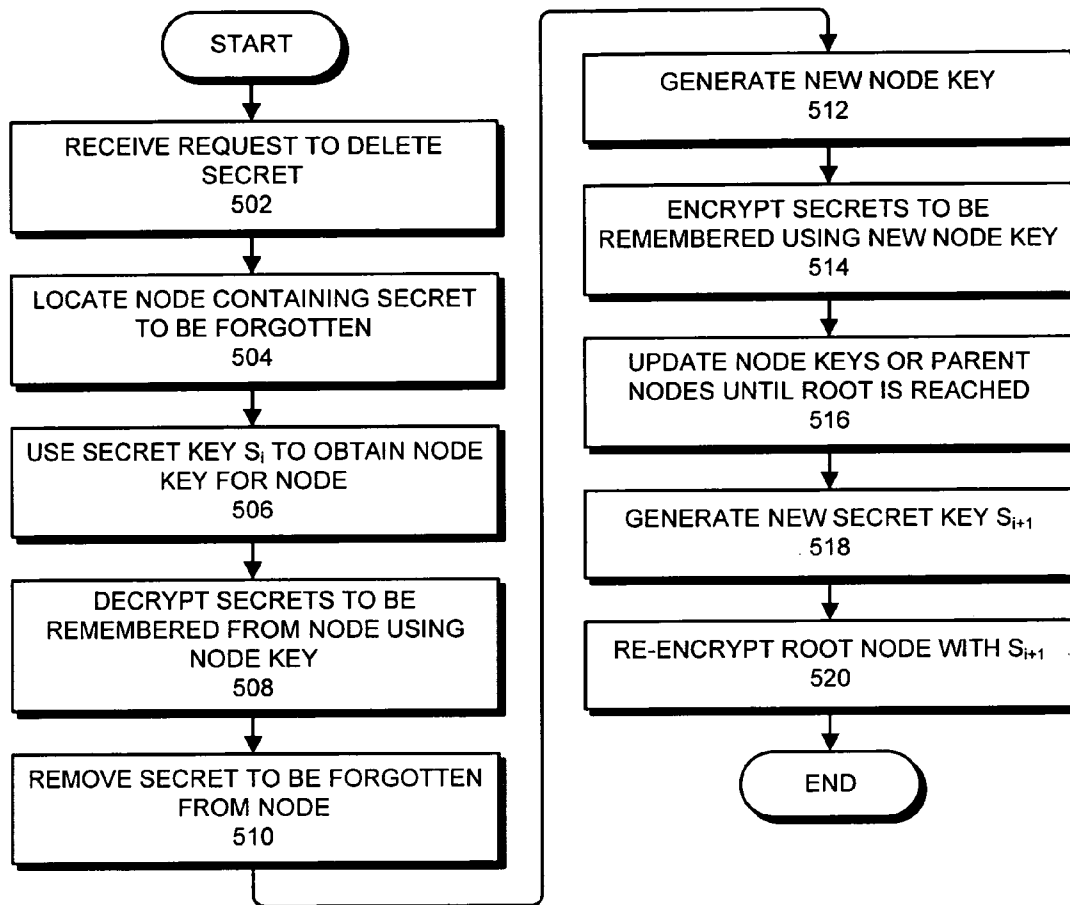 START
RECEIVE REQUEST TO DELETE
SECRET
502
LOCATE NODE CONTAINING SECRET
TO BE FORGOTTEN
504
USE SECRET KEY Si TO OBTAIN NODE
KEY FOR NODE
506
DECRYPT SECRETS TO BE
REMEMBERED FROM NODE USING
NODE KEY
508
REMOVE SECRET TO BE FORGOTTEN
FROM NODE
510
GENERATE NEW NODE KEY
512
ENCRYPT SECRETS TO BE
REMEMBERED USING NEW NODE KEY
514
UPDATE NODE KEYS OR PARENT
NODES UNTIL ROOT IS REACHED
516
GENERATE NEW SECRET KEY Si+1
518
RE-ENCRYPT ROOT NODE WITH Si+1
520
END